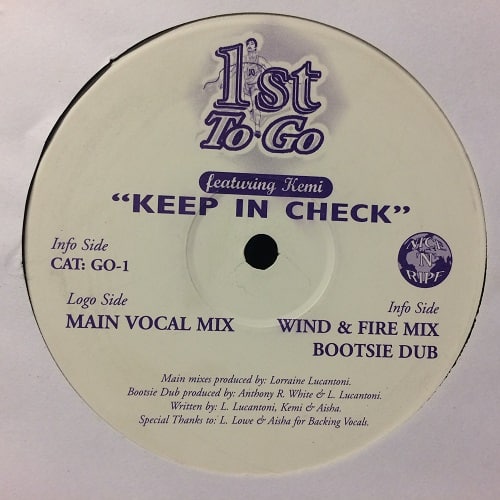 1st
To Go
featuring Kemi
"KEEP IN CHECK"
Info Side
CAT: GO-1
NICE
'N'
RIPE
Logo Side
MAIN VOCAL MIX
Info Side
WIND & FIRE MIX
BOOTSIE DUB
Main mixes produced by: Lorraine Lucantoni.
Bootsie Dub produced by: Anthony R. White & L. Lucantoni.
Written by: L. Lucantoni, Kemi & Aisha.
Special Thanks to: L. Lowe & Aisha for Backing Vocals.